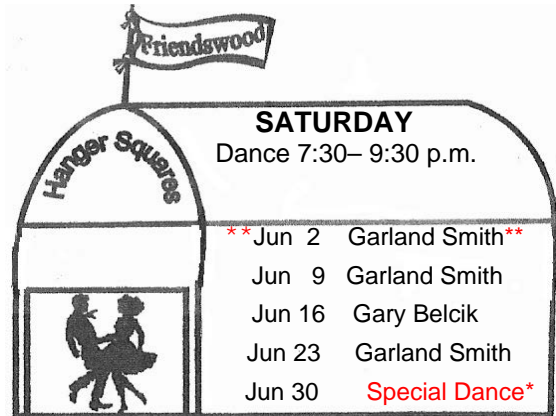 Friendswood
Hanger Squares
SATURDAY
Dance 7:30– 9:30 p.m.
**Jun 2 Garland Smith**
Jun 9 Garland Smith
Jun 16 Gary Belcik
Jun 23 Garland Smith
Jun 30 Special Dance*